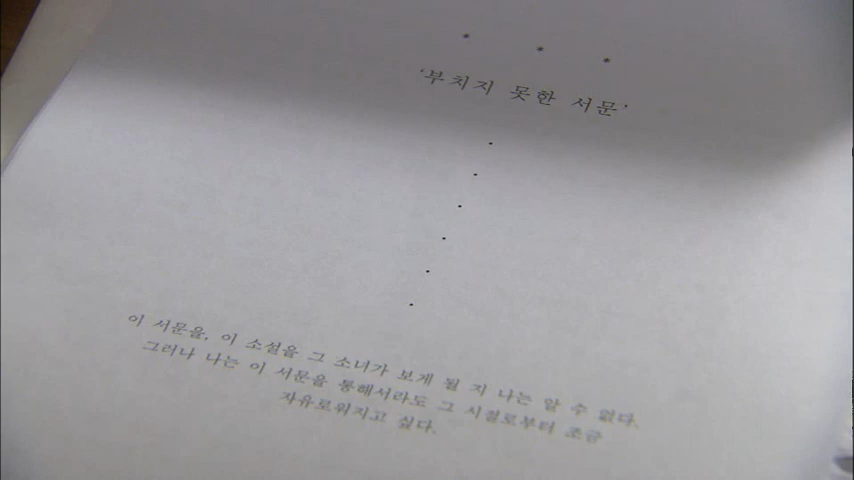 * * *
‘부치지 못한 서문’
.
.
.
.
.
.
이 서문을, 이 소설을 그 소녀가 보게 될 지 나는 알 수 없다.
그러나 나는 이 서문을 통해서라도 그 시절로부터 조금
자유로워지고 싶다.